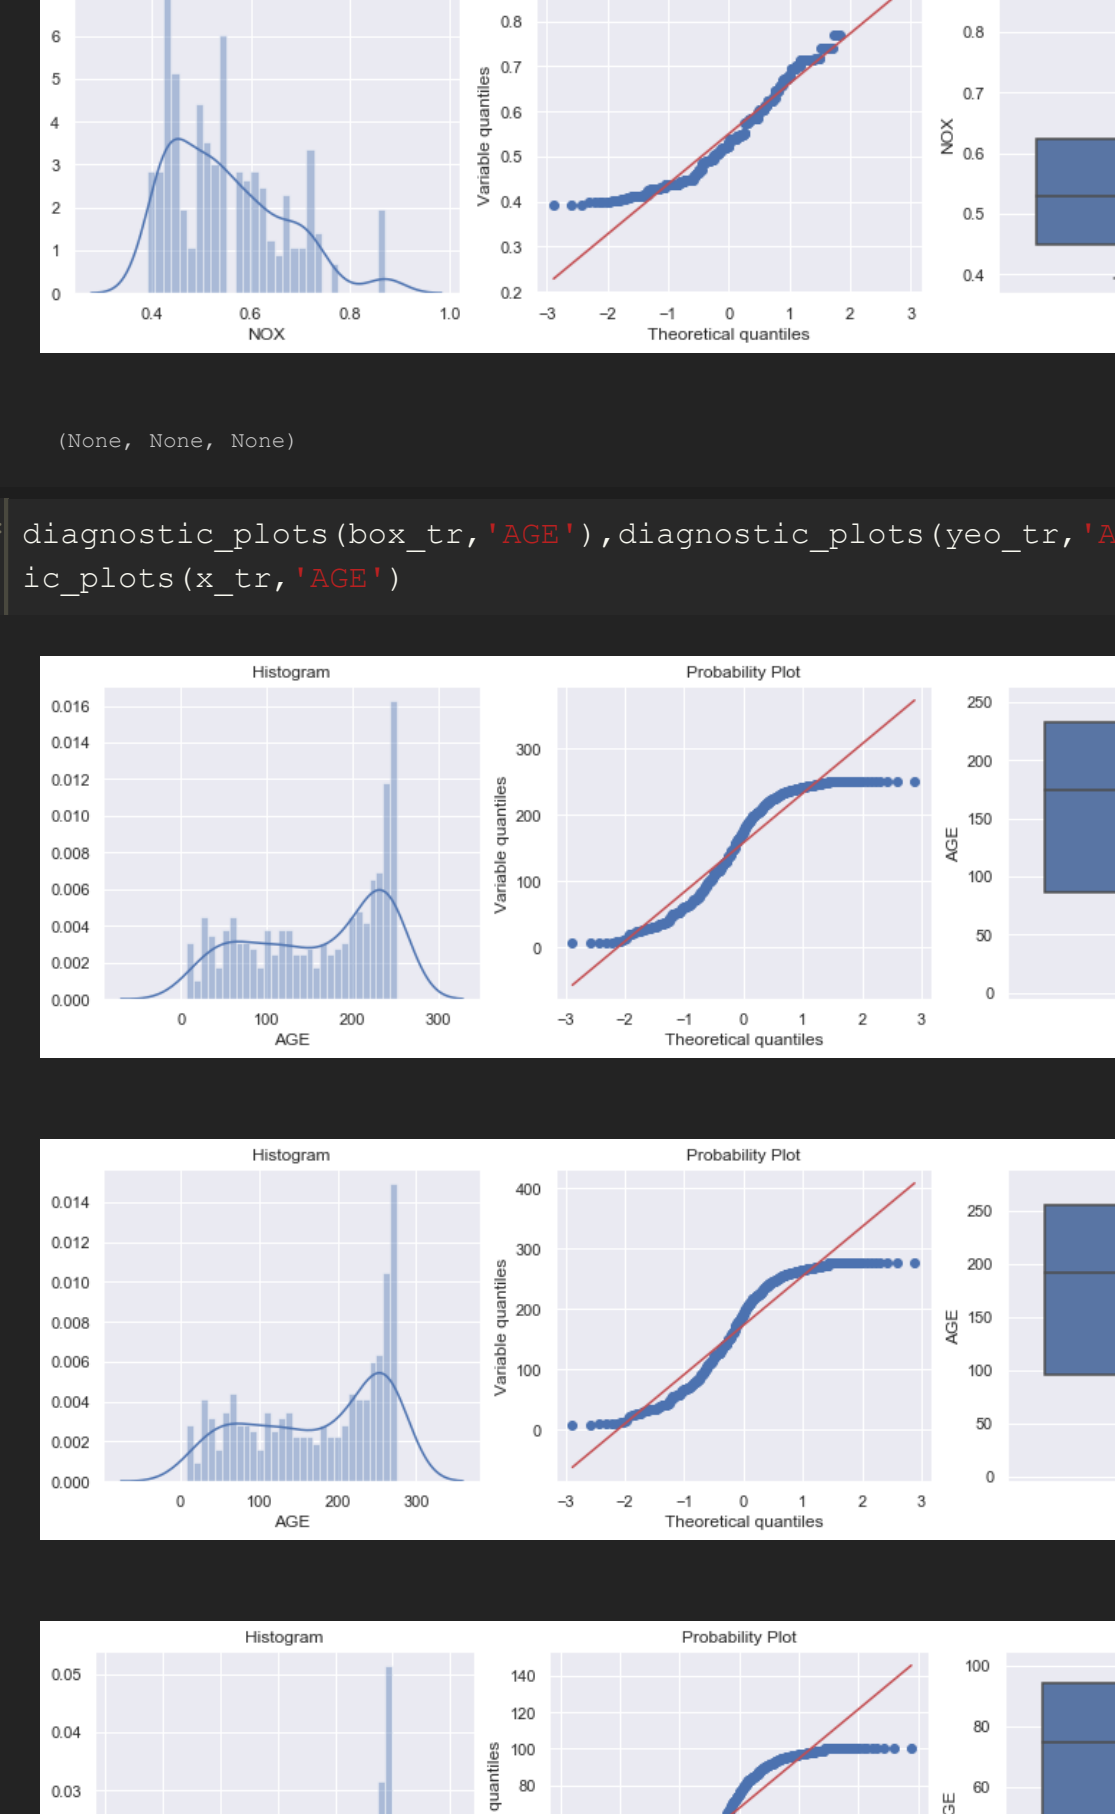 6
5
4
3
2
1
0
0.4 0.6 0.8 1.0
NOX
Variable quantiles
0.8
0.7
0.6
0.5
0.4
0.3
0.2
−3 −2 −1 0 1 2 3
Theoretical quantiles
NOX
0.8
0.7
0.6
0.5
0.4
(None, None, None)
diagnostic_plots(box_tr,'AGE'),diagnostic_plots(yeo_tr,'A
ic_plots(x_tr,'AGE')
Histogram
0.016
0.014
0.012
0.010
0.008
0.006
0.004
0.002
0.000
0 100 200 300
AGE
Probability Plot
Variable quantiles
300
200
100
0
−3 −2 −1 0 1 2 3
Theoretical quantiles
AGE
250
200
150
100
50
0
Histogram
0.014
0.012
0.010
0.008
0.006
0.004
0.002
0.000
0 100 200 300
AGE
Probability Plot
Variable quantiles
400
300
200
100
0
−3 −2 −1 0 1 2 3
Theoretical quantiles
AGE
250
200
150
100
50
0
Histogram
0.05
0.04
0.03
Probability Plot
quantiles
140
120
100
80
GE
100
80
60